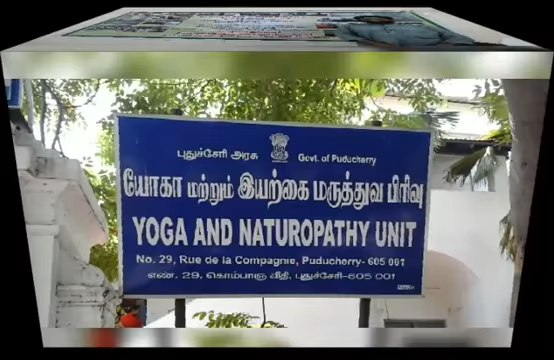 புதுச்சேரி அரசு Govt. of Puducherry
யோகா மற்றும் இயற்கை மருத்துவ பிரிவு
YOGA AND NATUROPATHY UNIT
No. 29, Rue de la Compagnie, Puducherry- 605 001
எண். 29, கொம்பாஞ வீதி, புதுச்சேரி-605 001